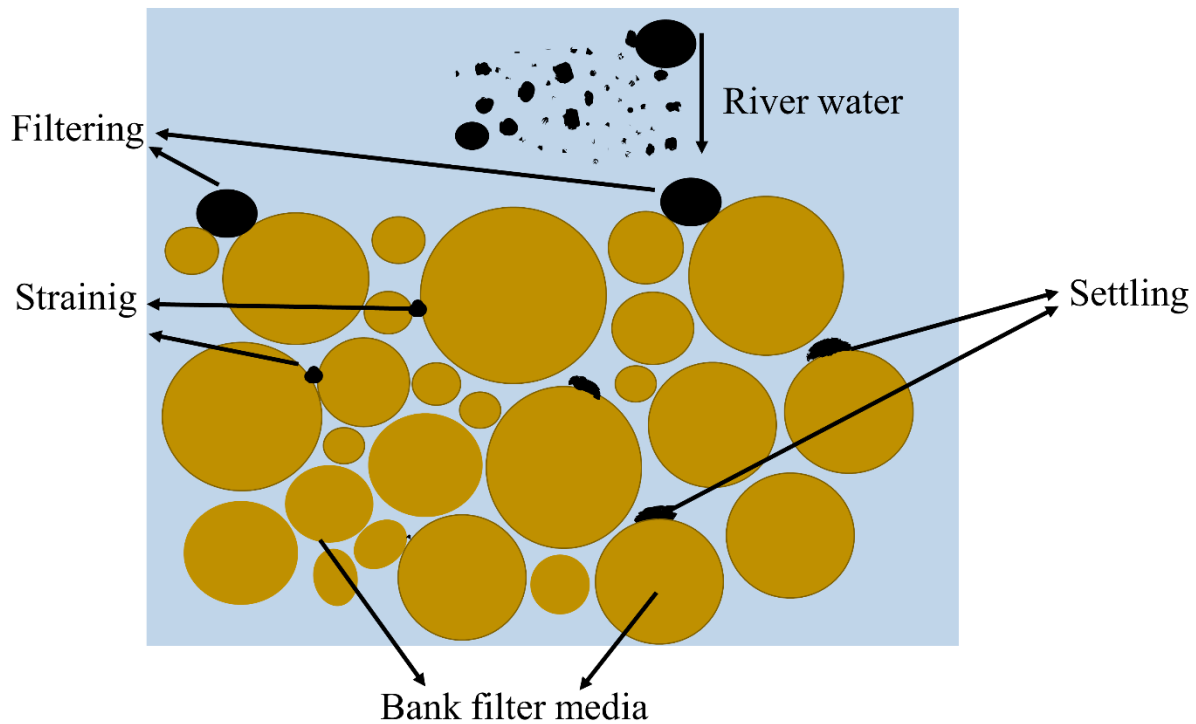 River water
Filtering
Strainig
Settling
Bank filter media